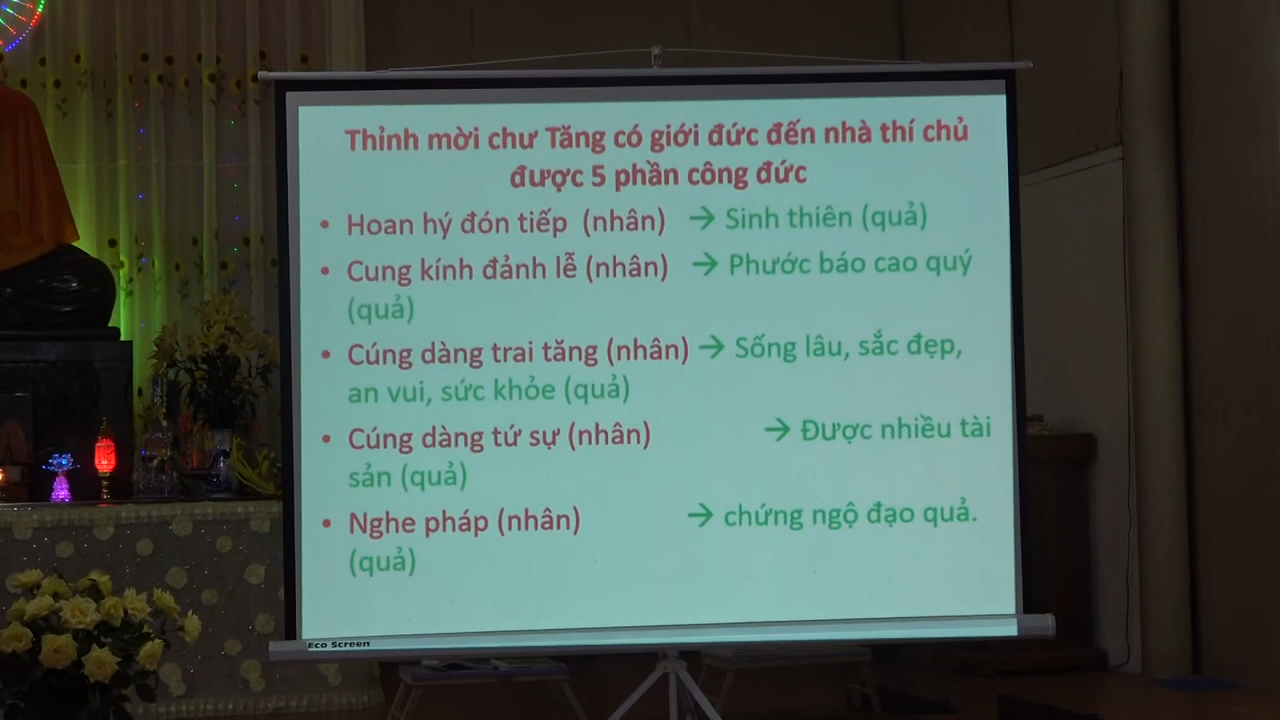 Thỉnh mời chư Tăng có giới đức đến nhà thí chủ
được 5 phần công đức
• Hoan hý đón tiếp (nhân) → Sinh thiên (quả)
• Cung kính đảnh lễ (nhân) → Phước báo cao quý
(quả)
• Cúng dàng trai tăng (nhân) → Sống lâu, sắc đẹp,
an vui, sức khỏe (quả)
• Cúng dàng tứ sự (nhân) → Được nhiều tài
sản (quả)
• Nghe pháp (nhân) → chứng ngộ đạo quả.
(quả)
Eco Screen